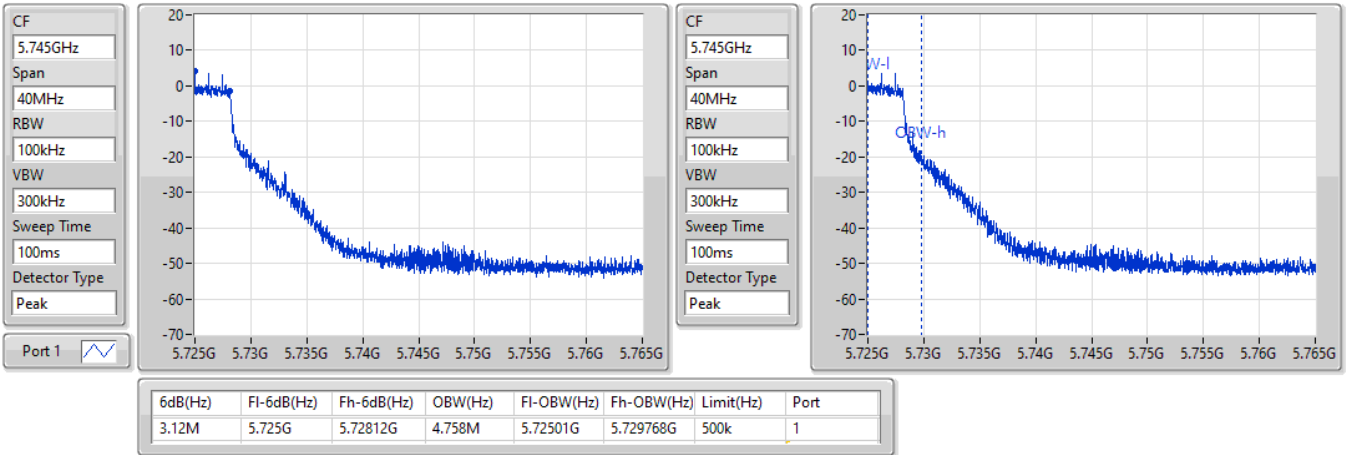 CF
5.745GHz
Span
40MHz
RBW
100kHz
VBW
300kHz
Sweep Time
100ms
Detector Type
Peak
Port 1
20
10
0
-10
-20
-30
-40
-50
-60
-70
5.725G 5.73G 5.735G 5.74G 5.745G 5.75G 5.755G 5.76G 5.765G
CF
5.745GHz
Span
40MHz
RBW
100kHz
VBW
300kHz
Sweep Time
100ms
Detector Type
Peak
20
10
0
-10
-20
-30
-40
-50
-60
-70
W-l
OBW-h
5.725G 5.73G 5.735G 5.74G 5.745G 5.75G 5.755G 5.76G 5.765G
6dB(Hz) Fl-6dB(Hz) Fh-6dB(Hz) OBW(Hz) Fl-OBW(Hz) Fh-OBW(Hz) Limit(Hz) Port
3.12M 5.725G 5.72812G 4.758M 5.72501G 5.729768G 500k 1